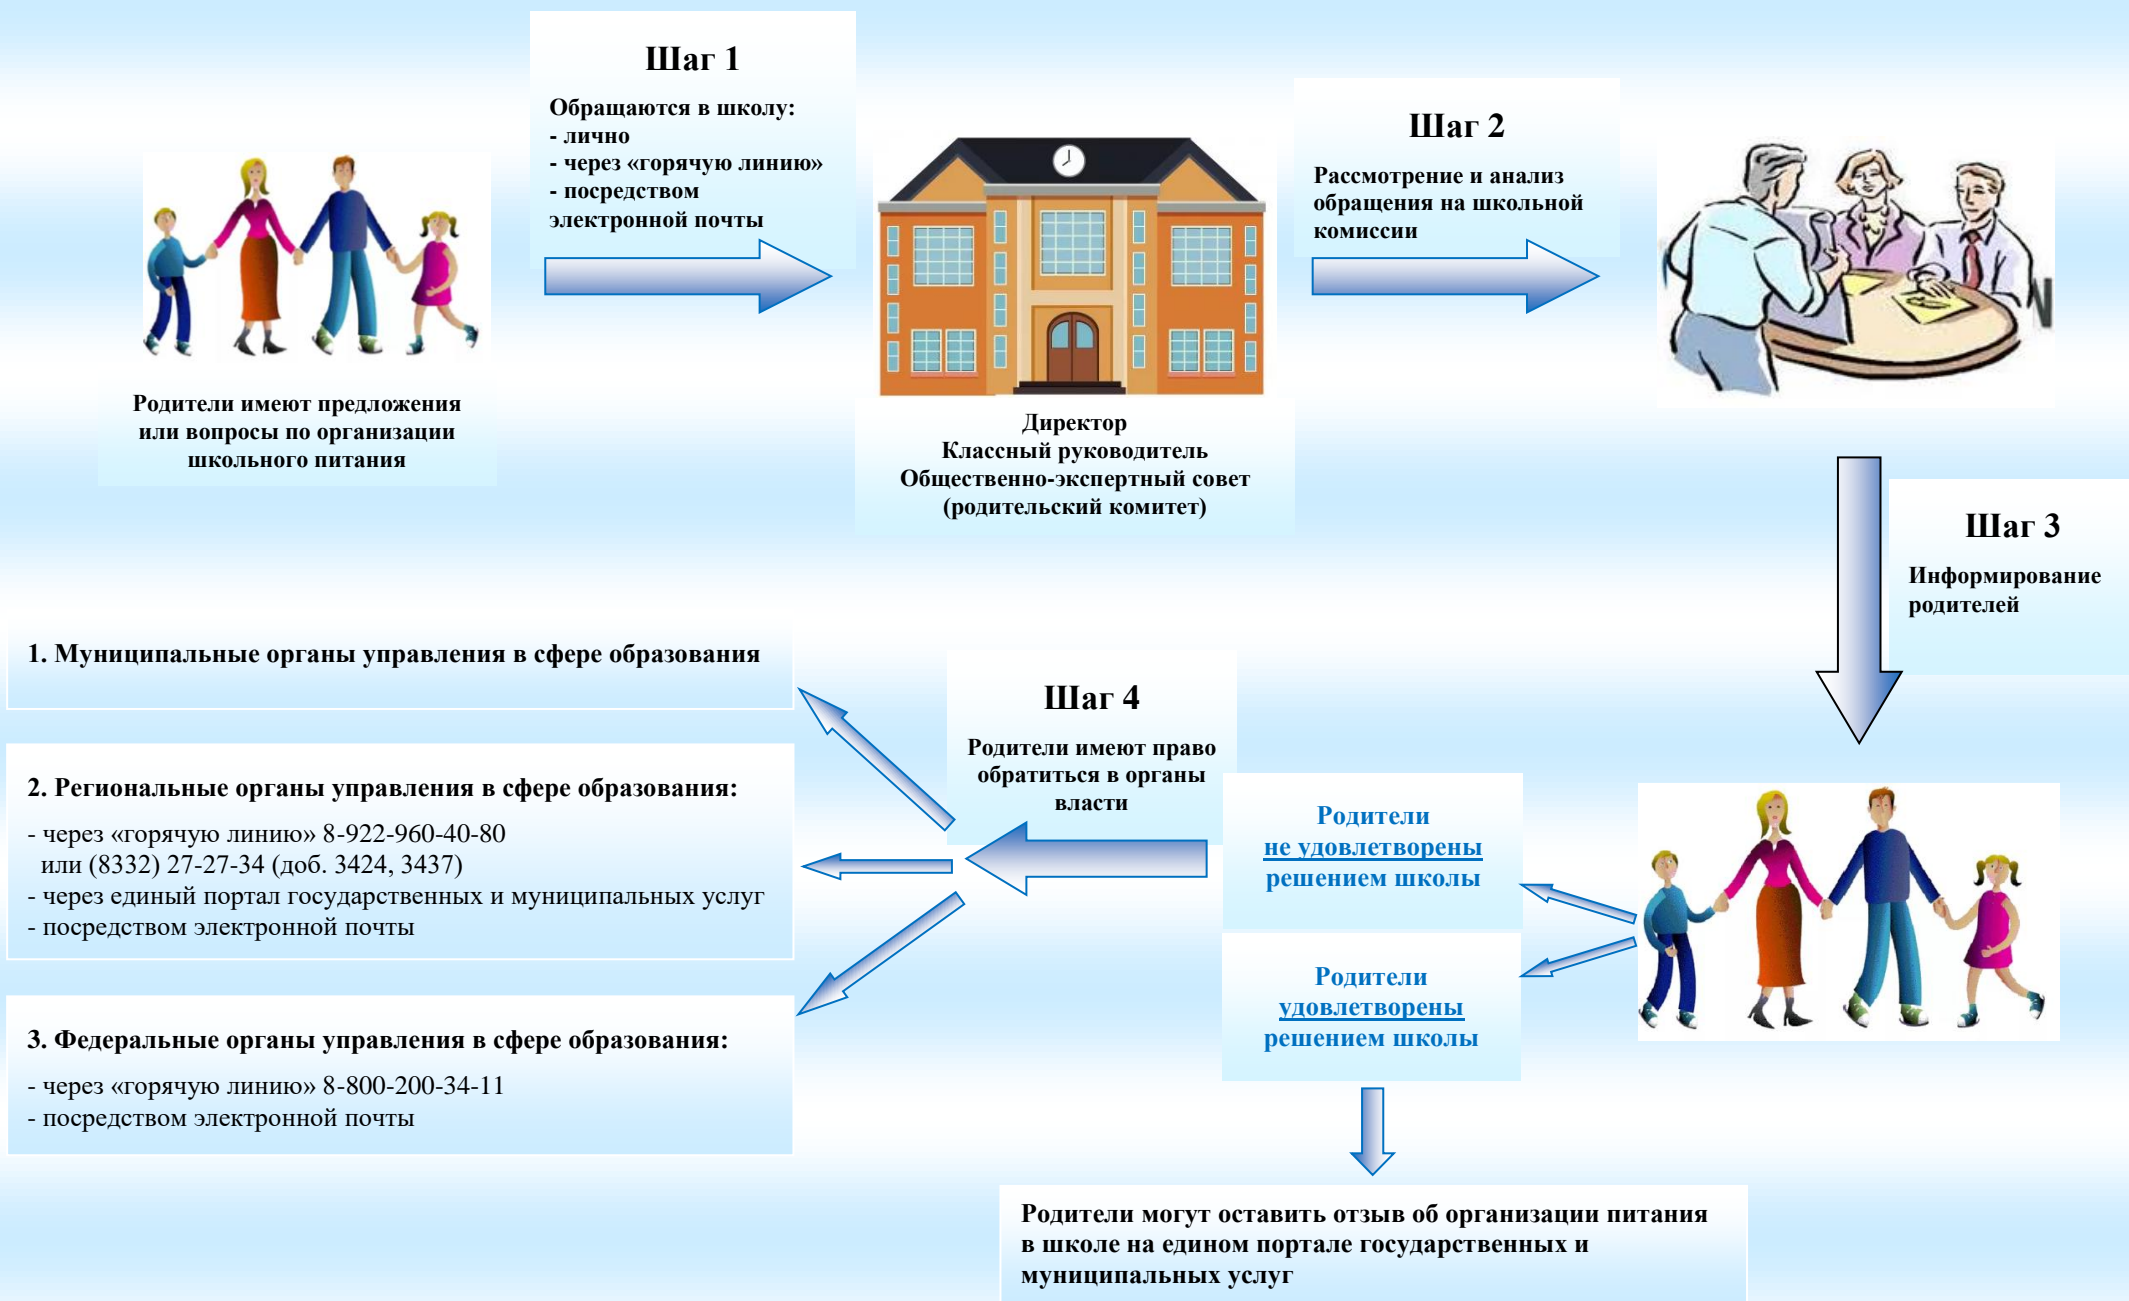 Шаг 1
Обращаются в школу:
- лично
- через «горячую линию»
- посредством
электронной почты
Шаг 2
Рассмотрение и анализ
обращения на школьной
комиссии
Родители имеют предложения
или вопросы по организации
школьного питания
Директор
Классный руководитель
Общественно-экспертный совет
(родительский комитет)
Шаг 3
Информирование
родителей
Шаг 4
Родители имеют право
обратиться в органы
власти
Родители
не удовлетворены
решением школы
Родители
удовлетворены
решением школы
1. Муниципальные органы управления в сфере образования
2. Региональные органы управления в сфере образования:
- через «горячую линию» 8-922-960-40-80
или (8332) 27-27-34 (доб. 3424, 3437)
- через единый портал государственных и муниципальных услуг
- посредством электронной почты
3. Федеральные органы управления в сфере образования:
- через «горячую линию» 8-800-200-34-11
- посредством электронной почты
Родители могут оставить отзыв об организации питания
в школе на едином портале государственных и
муниципальных услуг